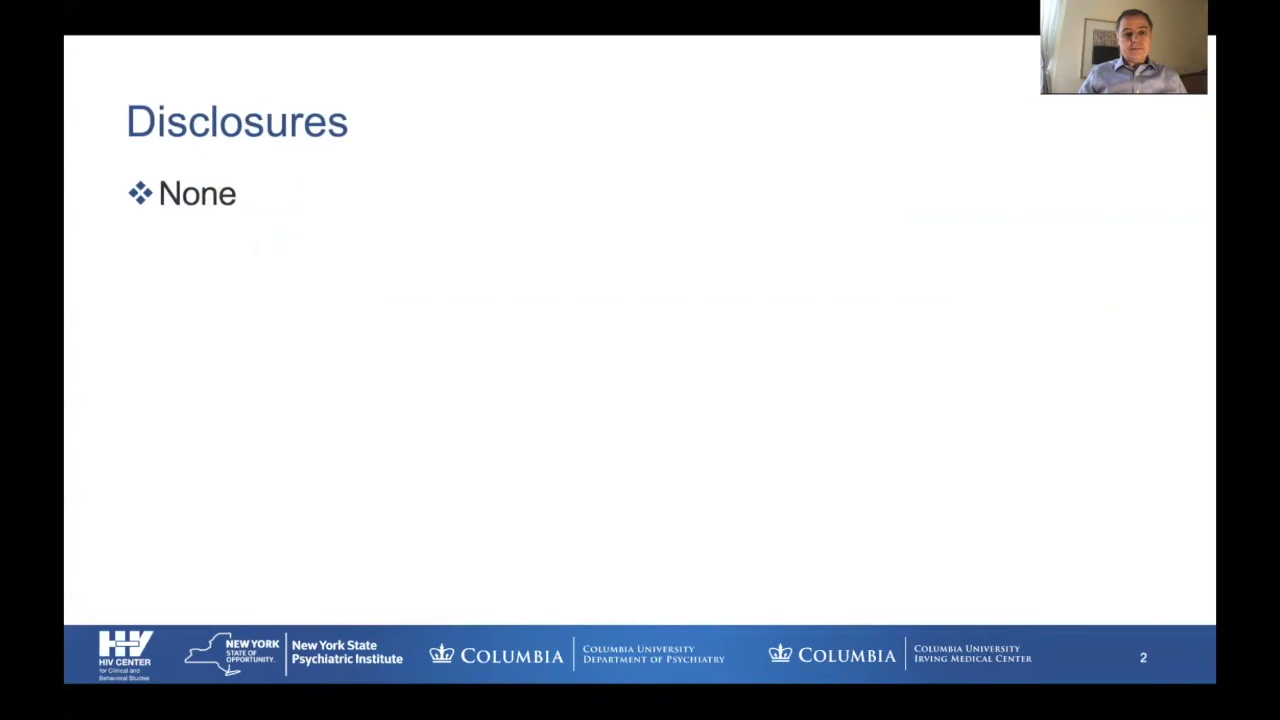 Disclosures
❖ None
HIV CENTER
for Clinical and
Behavioral Studies
NEW YORK
STATE OF
OPPORTUNITY.
New York State
Psychiatric Institute
COLUMBIA
COLUMBIA UNIVERSITY
DEPARTMENT OF PSYCHIATRY
COLUMBIA
COLUMBIA UNIVERSITY
IRVING MEDICAL CENTER
2